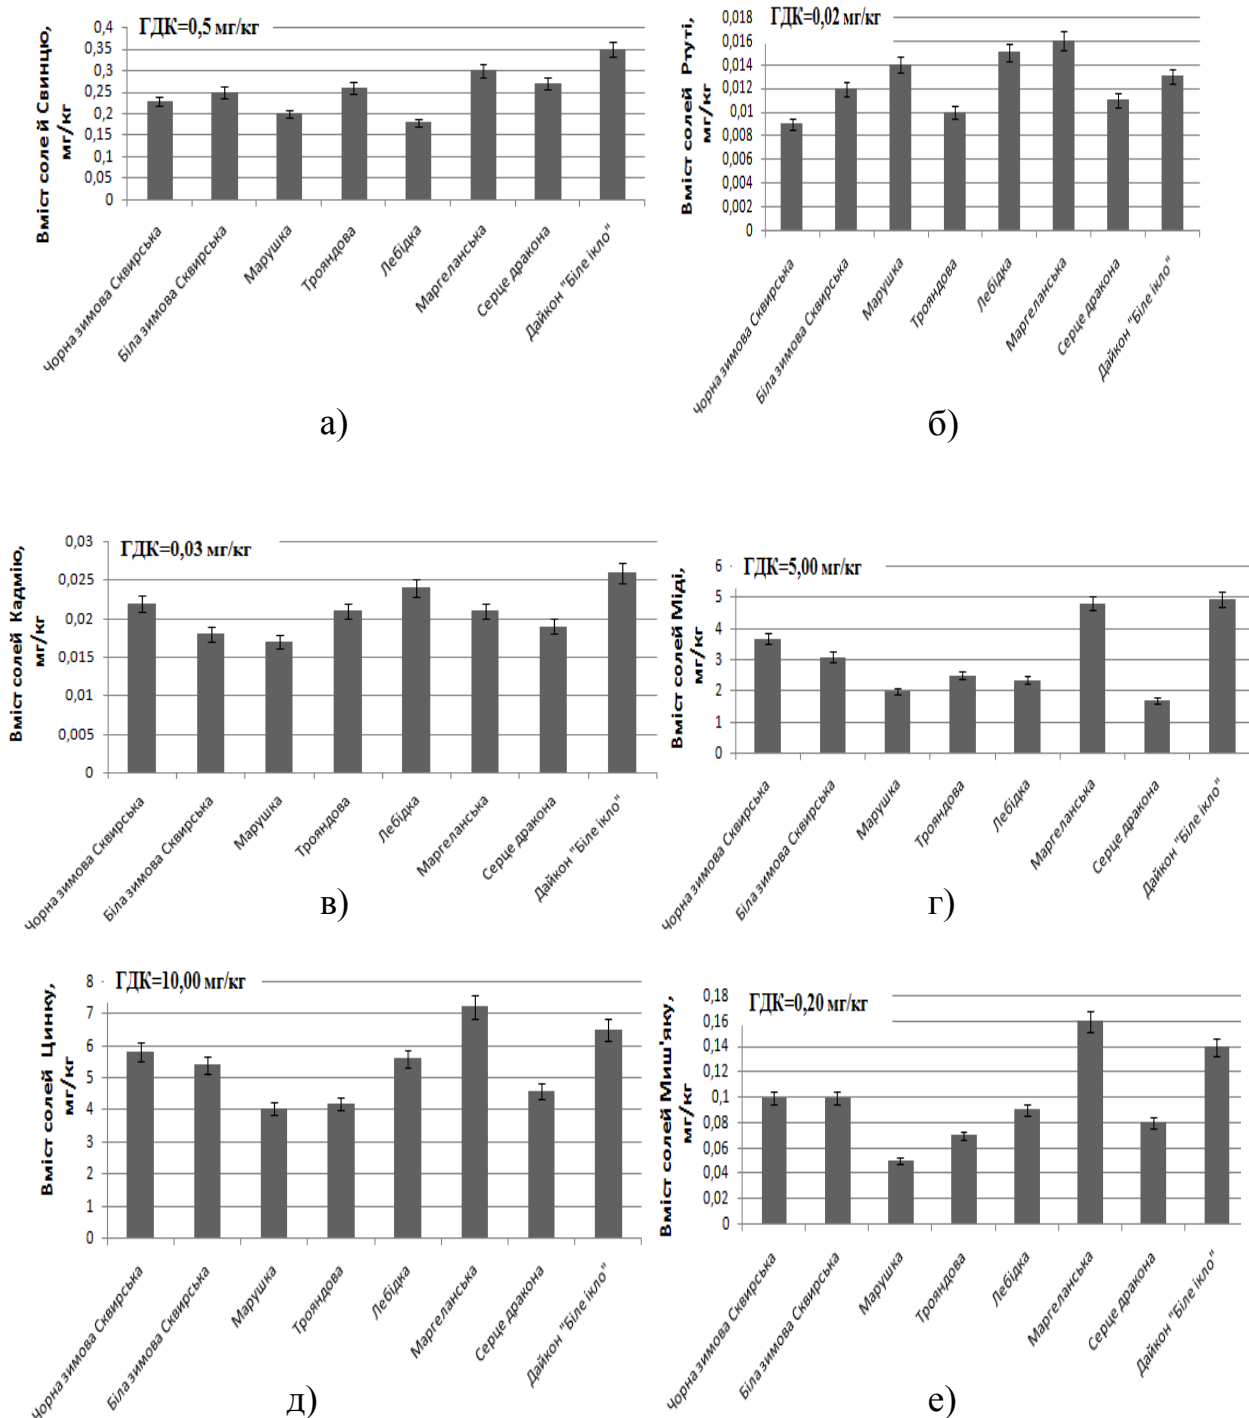 Вміст солей Свинцю,
мг/кг
ГДК=0,5 мг/кг
0,4
0,35
0,3
0,25
0,2
0,15
0,1
0,05
0
Чорна зимова Сквирська
Біла зимова Сквирська
Марушка
Трояндова
Лебідка
Маргеланська
Серце дракона
Дайкон "Біле ікло"
а)
Вміст солей Ртуті,
мг/кг
ГДК=0,02 мг/кг
0,018
0,016
0,014
0,012
0,01
0,008
0,006
0,004
0,002
0
Чорна зимова Сквирська
Біла зимова Сквирська
Марушка
Трояндова
Лебідка
Маргеланська
Серце дракона
Дайкон "Біле ікло"
б)
Вміст солей Кадмію,
мг/кг
ГДК=0,03 мг/кг
0,03
0,025
0,02
0,015
0,01
0,005
0
Чорна зимова Сквирська
Біла зимова Сквирська
Марушка
Трояндова
Лебідка
Маргеланська
Серце дракона
Дайкон "Біле ікло"
в)
Вміст солей Міді,
мг/кг
ГДК=5,00 мг/кг
6
5
4
3
2
1
0
Чорна зимова Сквирська
Біла зимова Сквирська
Марушка
Трояндова
Лебідка
Маргеланська
Серце дракона
Дайкон "Біле ікло"
г)
Вміст солей Цинку,
мг/кг
ГДК=10,00 мг/кг
8
7
6
5
4
3
2
1
0
Чорна зимова Сквирська
Біла зимова Сквирська
Марушка
Трояндова
Лебідка
Маргеланська
Серце дракона
Дайкон "Біле ікло"
д)
Вміст солей Миш'яку,
мг/кг
ГДК=0,20 мг/кг
0,18
0,16
0,14
0,12
0,1
0,08
0,06
0,04
0,02
0
Чорна зимова Сквирська
Біла зимова Сквирська
Марушка
Трояндова
Лебідка
Маргеланська
Серце дракона
Дайкон "Біле ікло"
е)